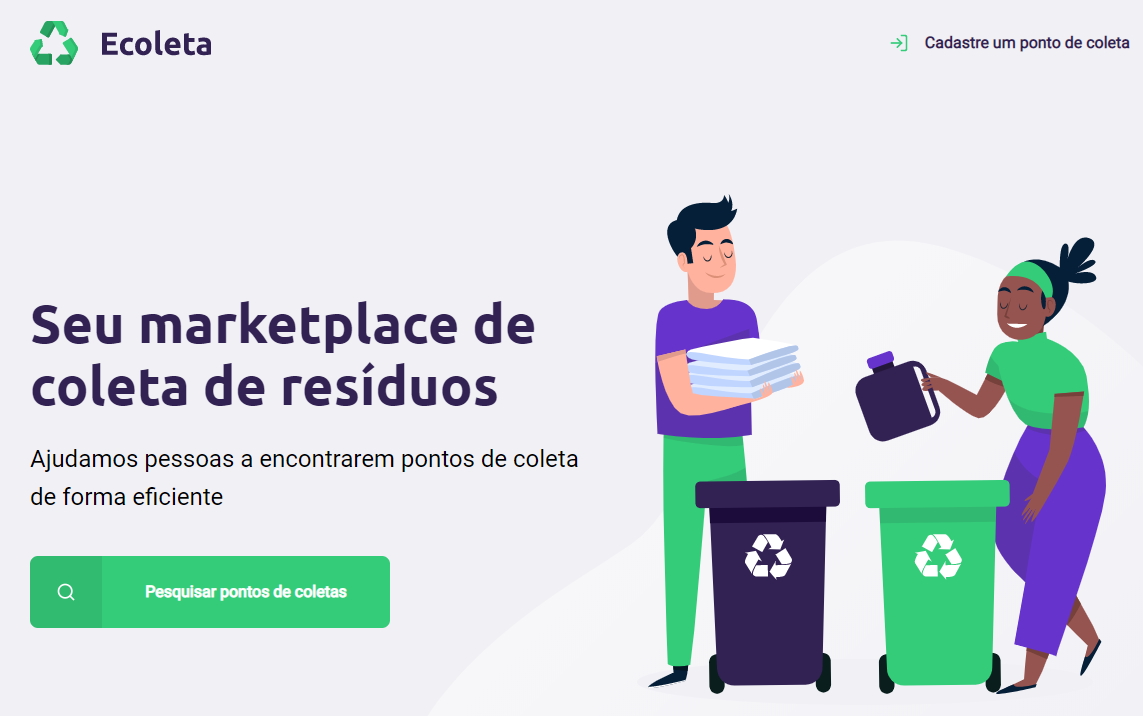 Ecoleta
Cadastre um ponto de coleta
Seu marketplace de
coleta de resíduos
Ajudamos pessoas a encontrarem pontos de coleta
de forma eficiente
Pesquisar pontos de coletas